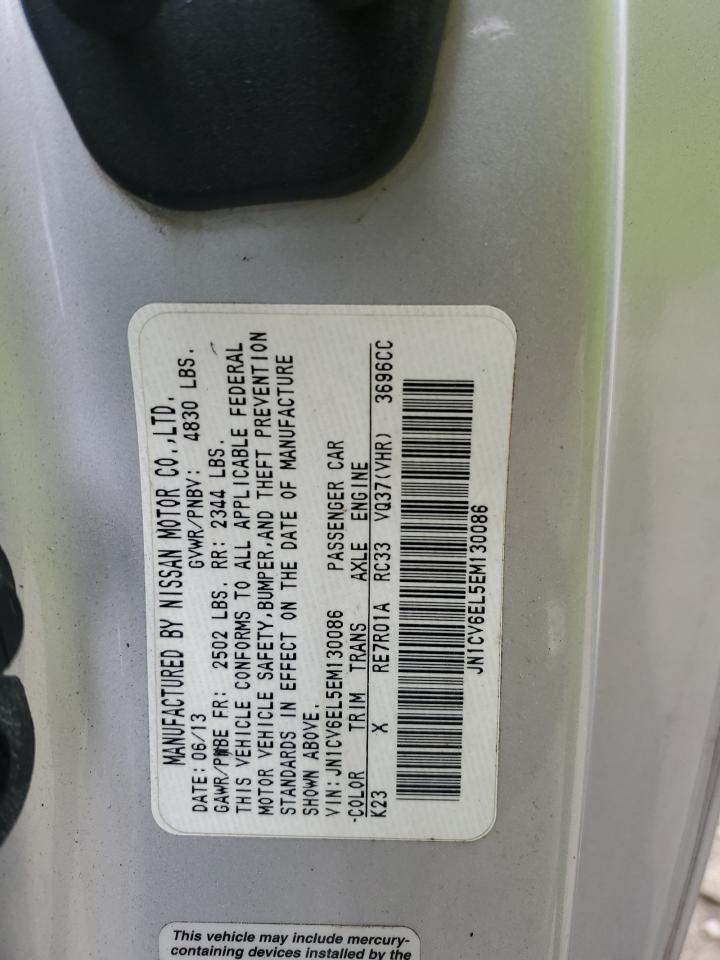 MANUFACTURED BY NISSAN MOTOR CO.,LTD.
DATE: 06/13 GVWR/PNBV: 4830 LBS.
GAWR/PNBE FR: 2502 LBS. RR: 2344 LBS.
THIS VEHICLE CONFORMS TO ALL APPLICABLE FEDERAL
MOTOR VEHICLE SAFETY,BUMPER,AND THEFT PREVENTION
STANDARDS IN EFFECT ON THE DATE OF MANUFACTURE
SHOWN ABOVE.
VIN:JN1CV6EL5EM130086 PASSENGER CAR
COLOR TRIM TRANS AXLE ENGINE
K23 X RE7R01A RC33 VQ37(VHR) 3696CC
JN1CV6EL5EM130086
This vehicle may include mercury-
containing devices installed by the